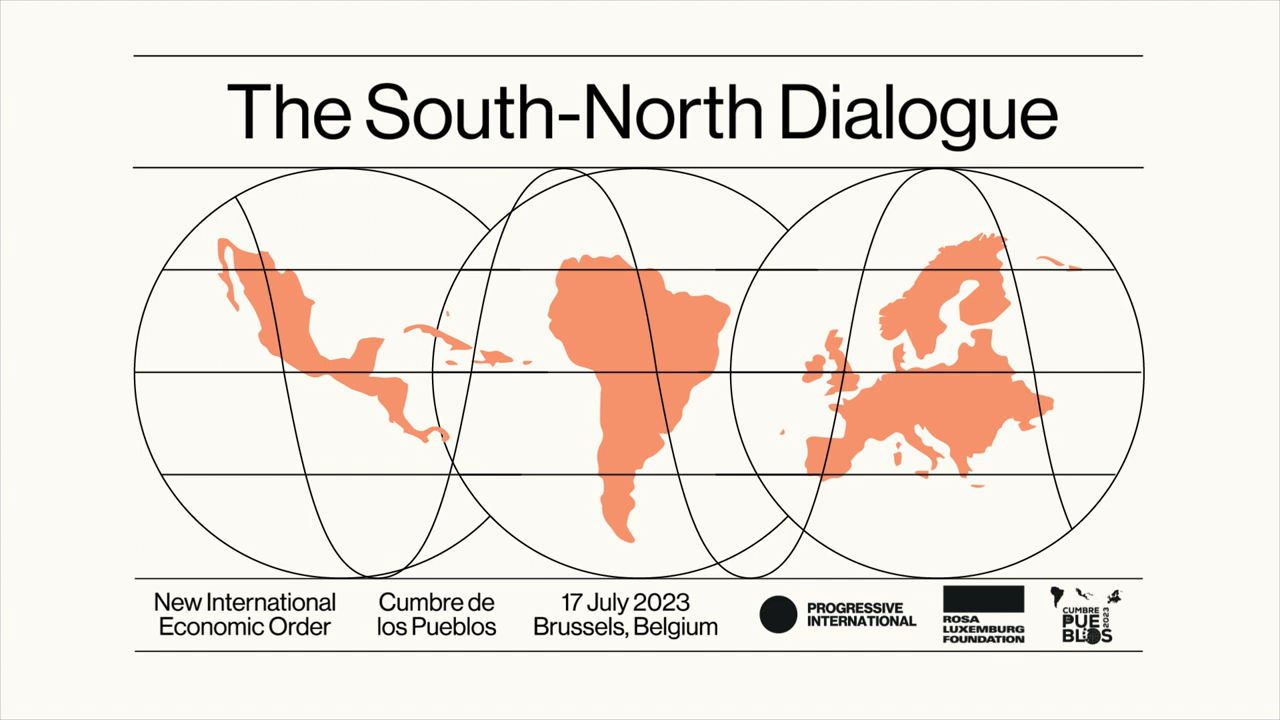 The South-North Dialogue
New International
Economic Order
Cumbre de
los Pueblos
17 July 2023
Brussels, Belgium
PROGRESSIVE
INTERNATIONAL
ROSA
LUXEMBURG
FOUNDATION
CUMBRE
PUE
BLOS
2023